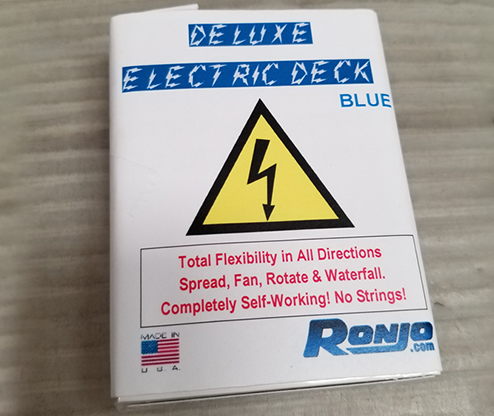 DELUXE
ELECTRIC DECK
BLUE
Total Flexibility in All Directions
Spread, Fan, Rotate & Waterfall.
Completely Self-Working! No Strings!
MADE IN
U.S.A.
RONJO
.com